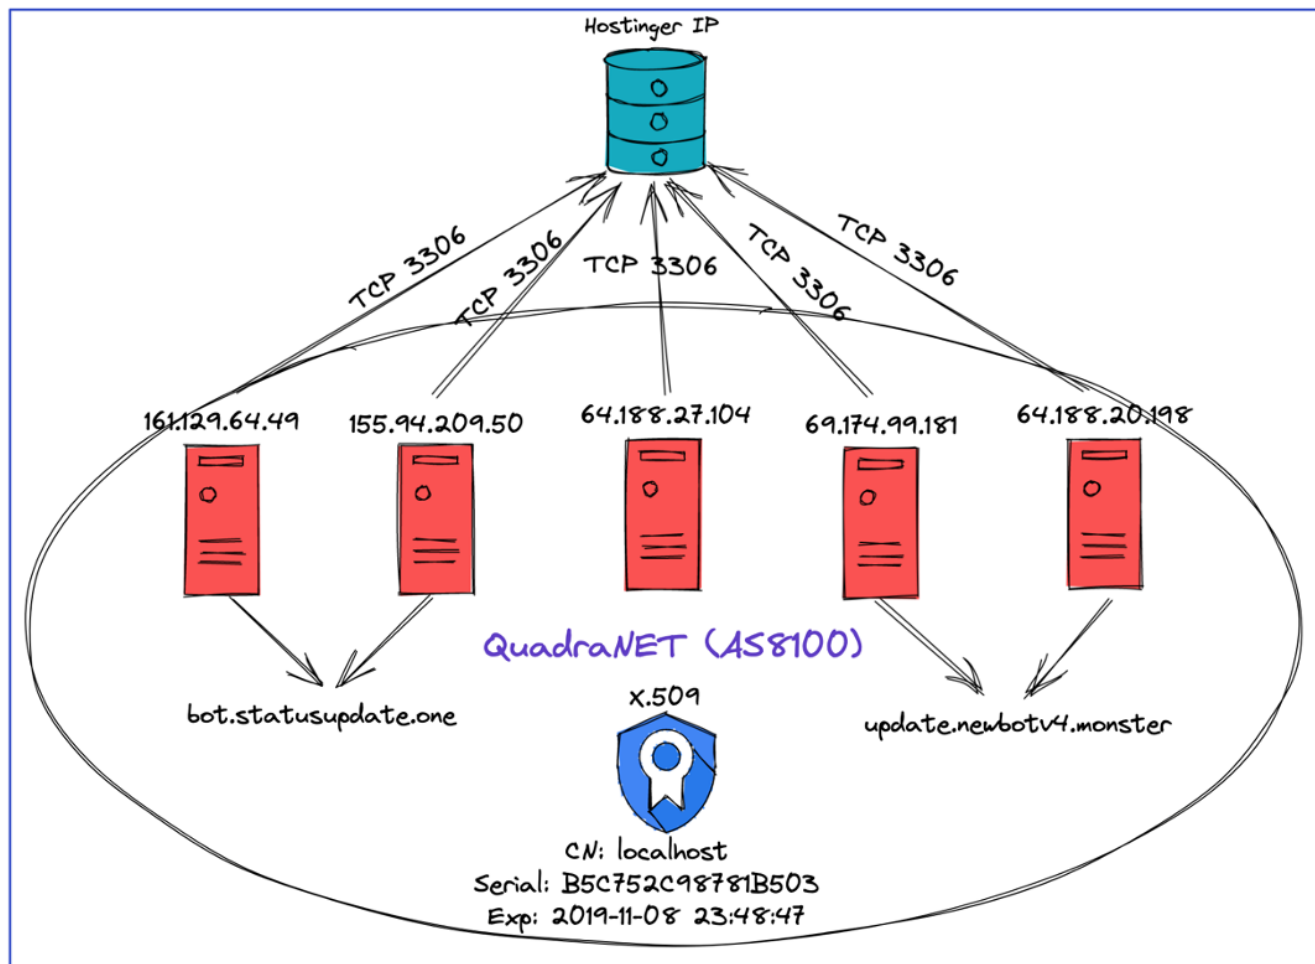 Hostinger IP
TCP 3306
TCP 3306
TCP 3306
TCP 3306
TCP 3306
161.129.64.49
155.94.209.50
64.188.27.104
69.174.99.181
64.188.20.198
QuadraNET (AS8100)
bot.statusupdate.one
X.509
update.newbotv4.monster
CN: localhost
Serial: B5C752C98781B503
Exp: 2019-11-08 23:48:47